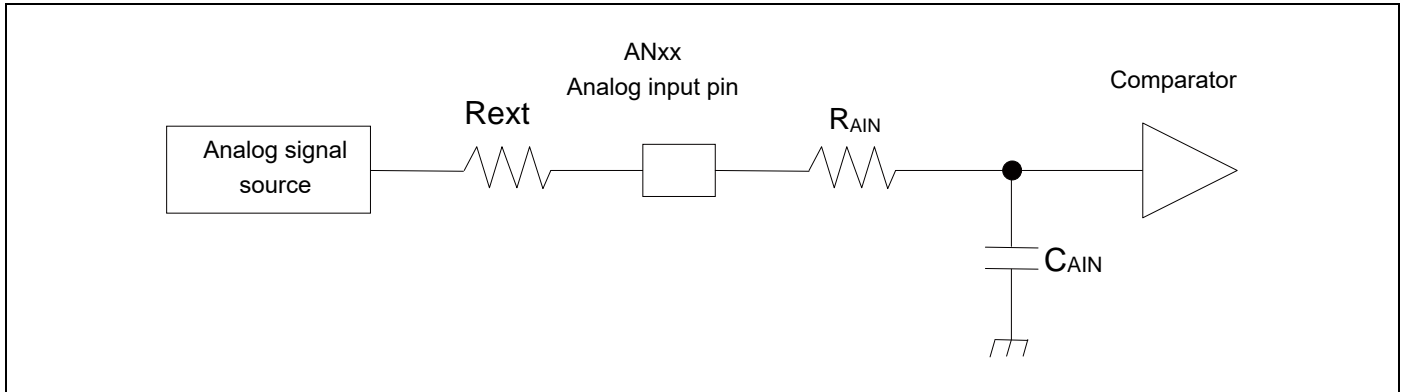 ANxx
Analog input pin
Comparator
Rext
RAIN
Analog signal
source
CAIN